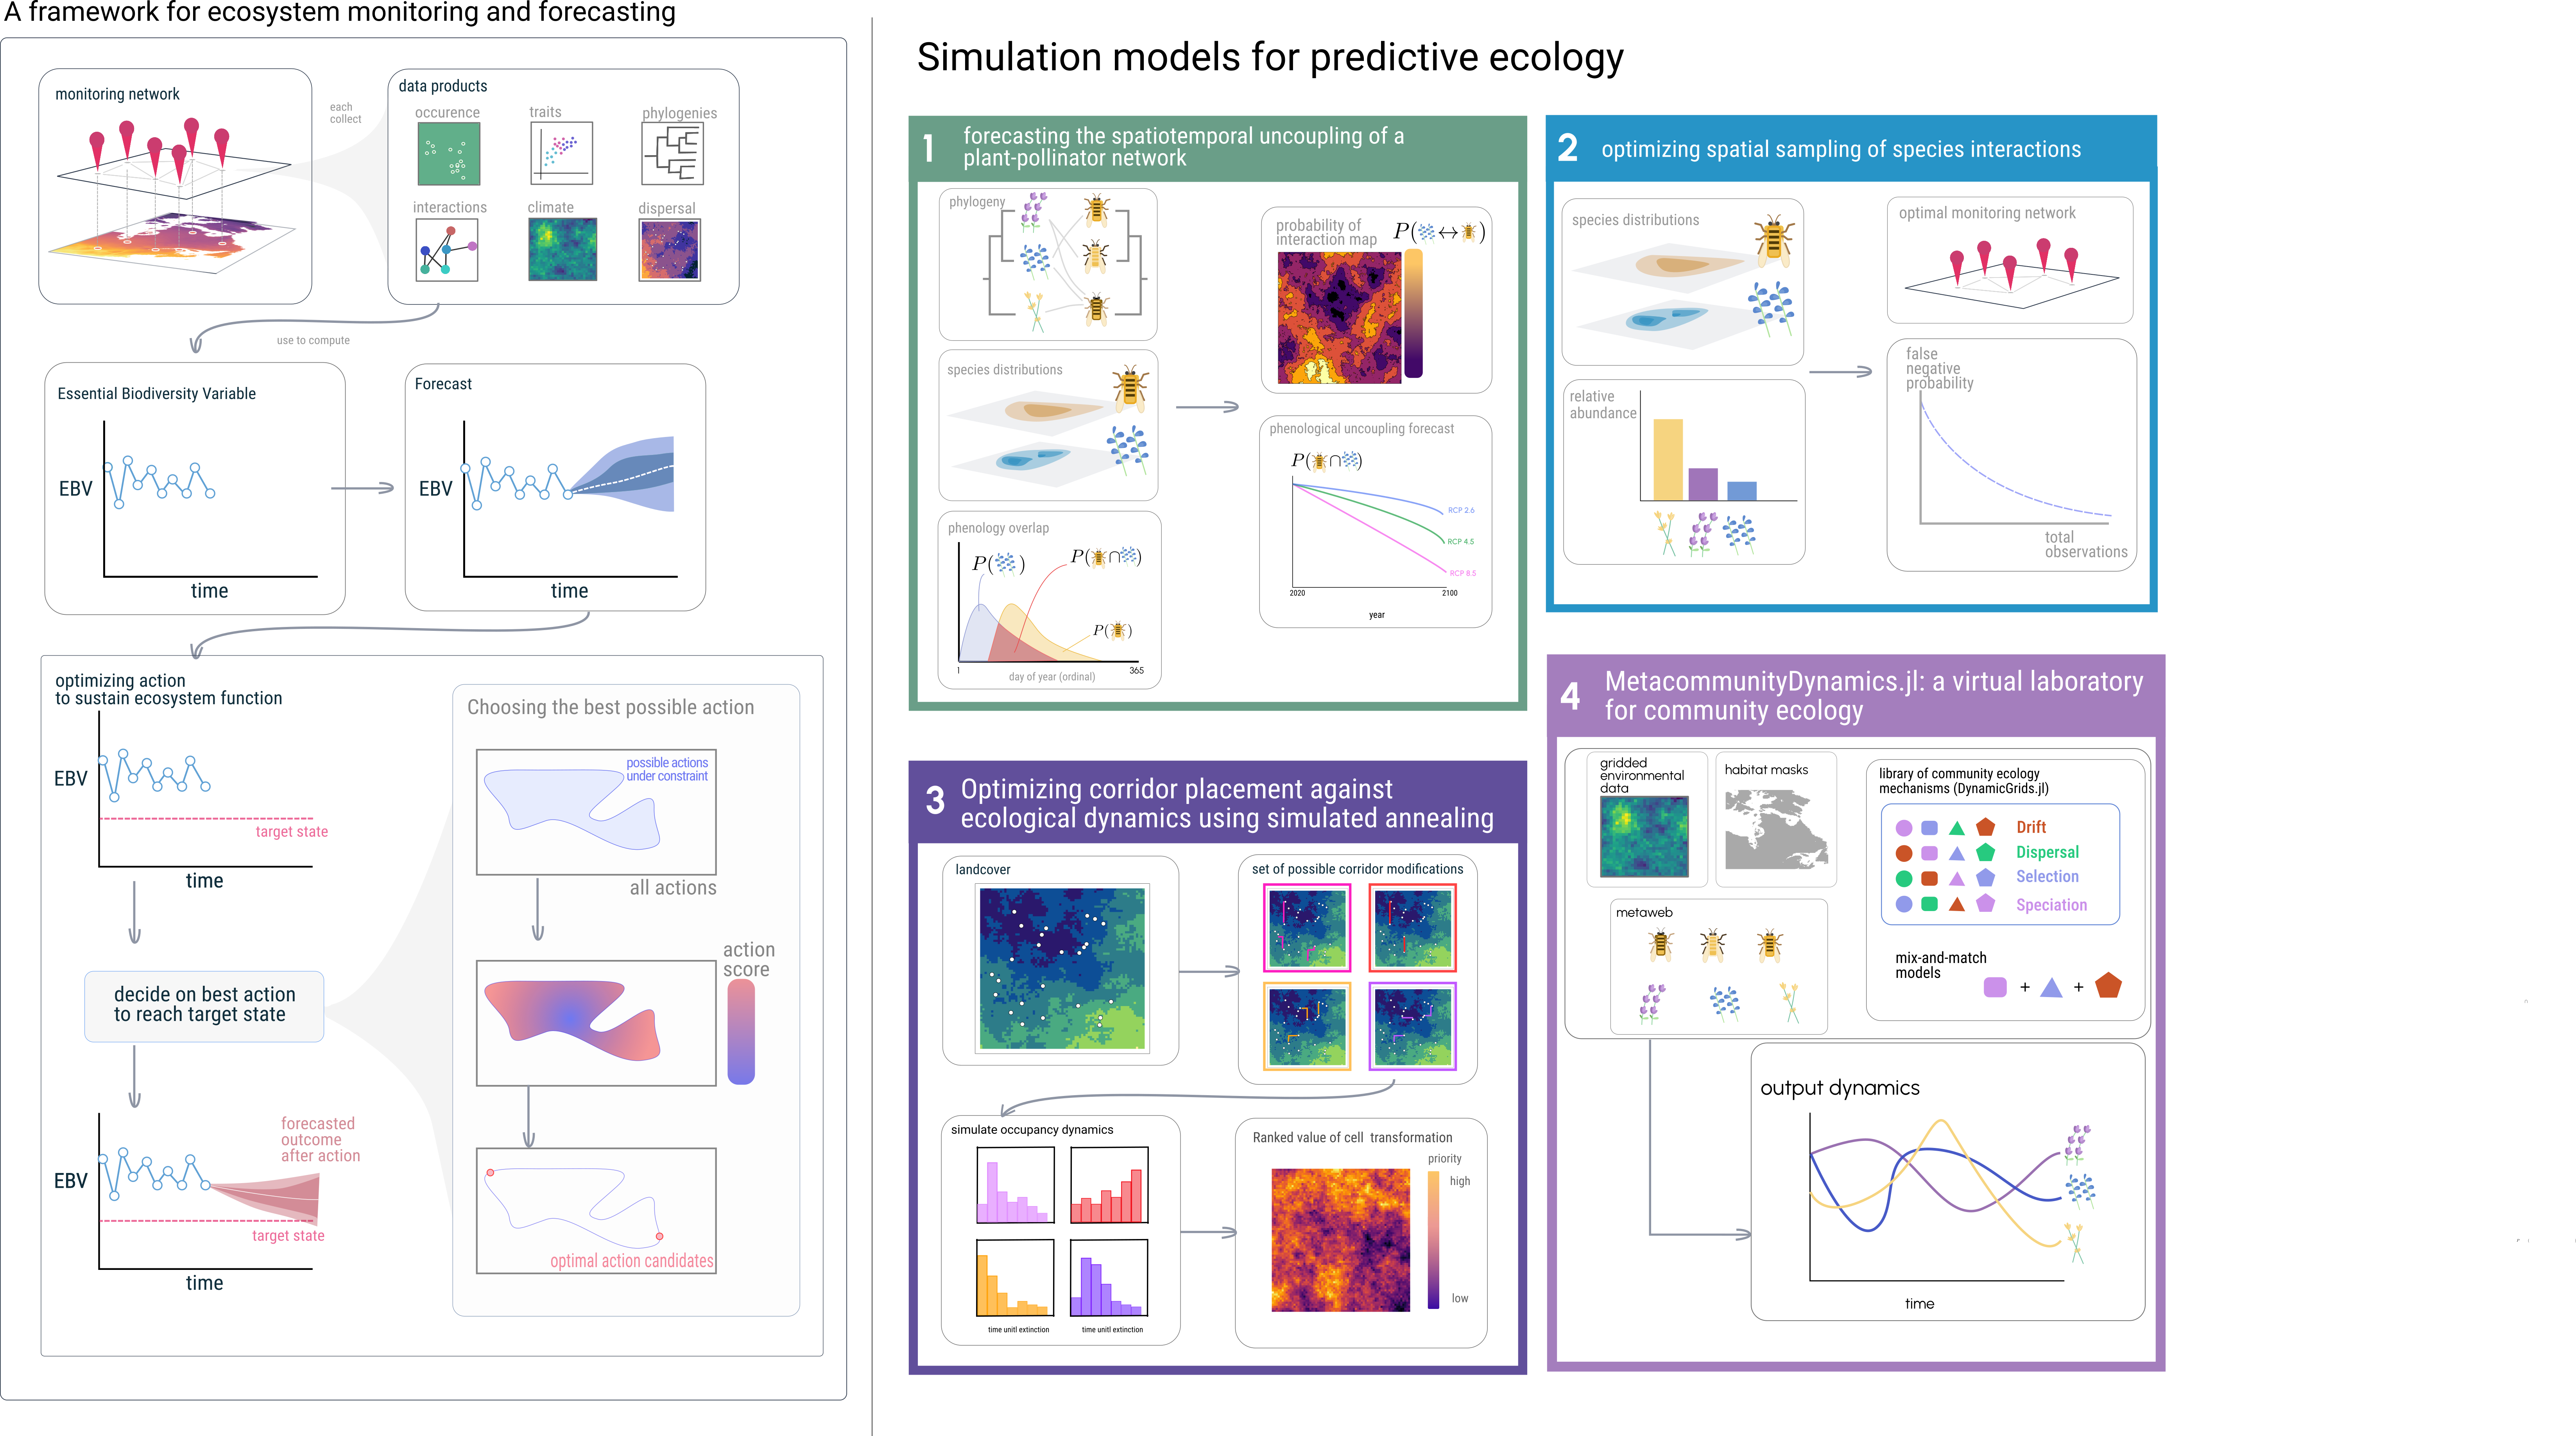 A framework for ecosystem monitoring and forecasting
monitoring network
each
collect
data products
occurence
traits
phylogenies
interactions
climate
dispersal
use to compute
Essential Biodiversity Variable
EBV
time
Forecast
EBV
time
optimizing action
to sustain ecosystem function
EBV
target state
time
decide on best action
to reach target state
forecasted
outcome
after action
EBV
target state
time
Choosing the best possible action
possible actions
under constraint
all actions
action
score
optimal action candidates
Simulation models for predictive ecology
1
forecasting the spatiotemporal uncoupling of a
plant-pollinator network
phylogeny
species distributions
phenology overlap
P( )
P( ∩ )
P( )
1
365
day of year (ordinal)
probability of
interaction map
P( ↔ )
phenological uncoupling forecast
P( ∩ )
RCP 2.6
RCP 4.5
RCP 8.5
2020
2100
year
2
optimizing spatial sampling of species interactions
species distributions
relative
abundance
optimal monitoring network
false
negative
probability
total
observations
3
Optimizing corridor placement against
ecological dynamics using simulated annealing
landcover
set of possible corridor modifications
simulate occupancy dynamics
time unitl extinction
time unitl extinction
Ranked value of cell transformation
priority
high
low
4
MetacommunityDynamics.jl: a virtual laboratory
for community ecology
gridded
environmental
data
habitat masks
metaweb
library of community ecology
mechanisms (DynamicGrids.jl)
Drift
Dispersal
Selection
Speciation
mix-and-match
models
+ +
output dynamics
time